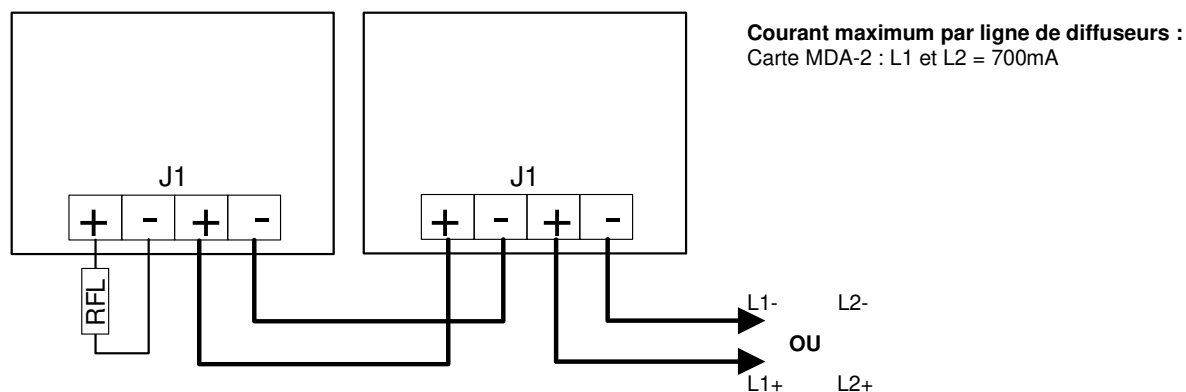 Courant maximum par ligne de diffuseurs :
Carte MDA-2 : L1 et L2 = 700mA
J1
J1
+ - + -
+ - + -
RFL
L1- L2-
OU
L1+ L2+